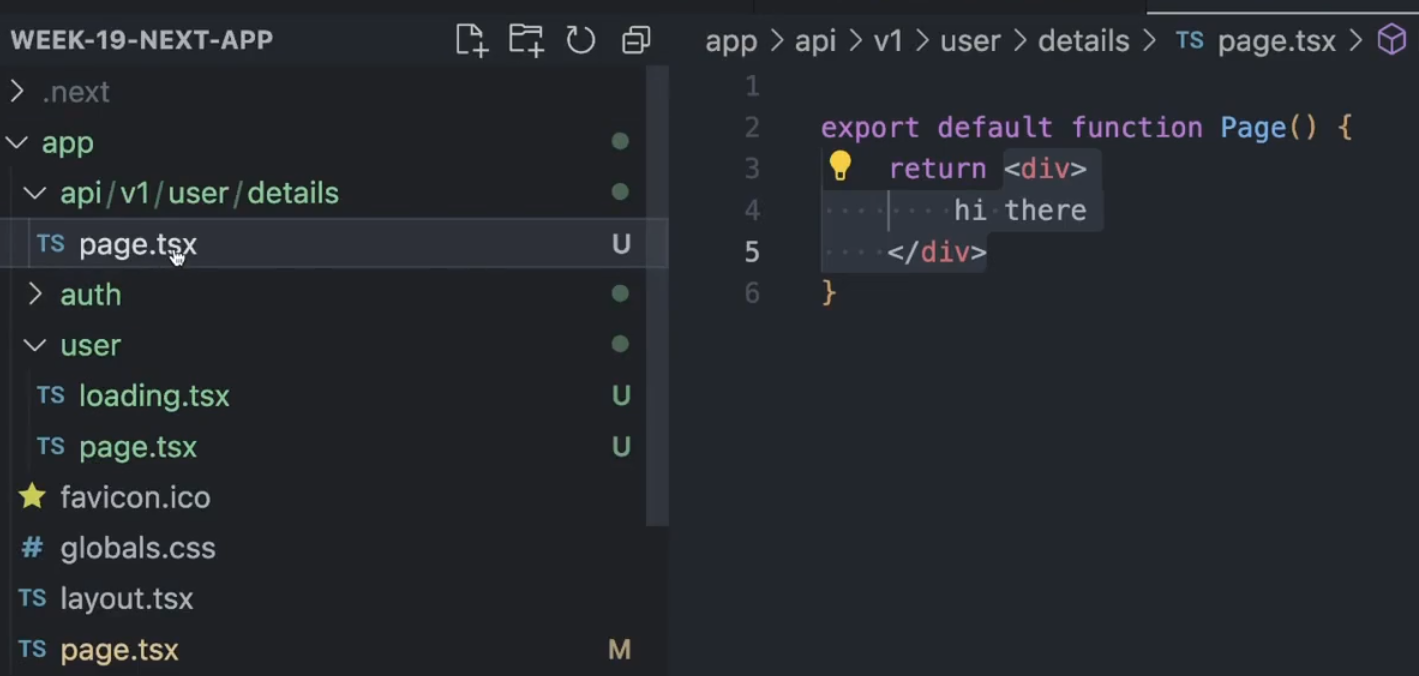 WEEK-19-NEXT-APP
.next
app
api/v1/user/details
TS page.tsx U
auth
user
TS loading.tsx U
TS page.tsx U
favicon.ico
# globals.css
TS layout.tsx
TS page.tsx M
app > api > v1 > user > details > TS page.tsx >
1
2 export default function Page() {
3 return <div>
4 hi there
5 </div>
6 }